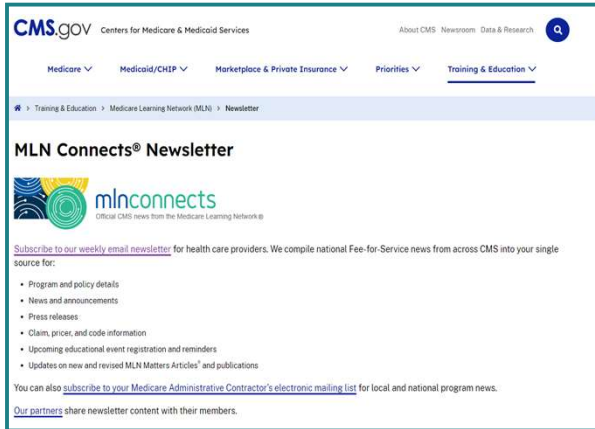 CMS.gov Centers for Medicare & Medicaid Services
About CMS Newsroom Data & Research
Medicare Medicaid/CHIP Marketplace & Private Insurance Priorities Training & Education
> Training & Education > Medicare Learning Network (MLN) > Newsletter
MLN Connects® Newsletter
mlnconnects
Official CMS news from the Medicare Learning Network®
Subscribe to our weekly email newsletter for health care providers. We compile national Fee-for-Service news from across CMS into your single
source for:
• Program and policy details
• News and announcements
• Press releases
• Claim, pricer, and code information
• Upcoming educational event registration and reminders
• Updates on new and revised MLN Matters Articles® and publications
You can also subscribe to your Medicare Administrative Contractor's electronic mailing list for local and national program news.
Our partners share newsletter content with their members.